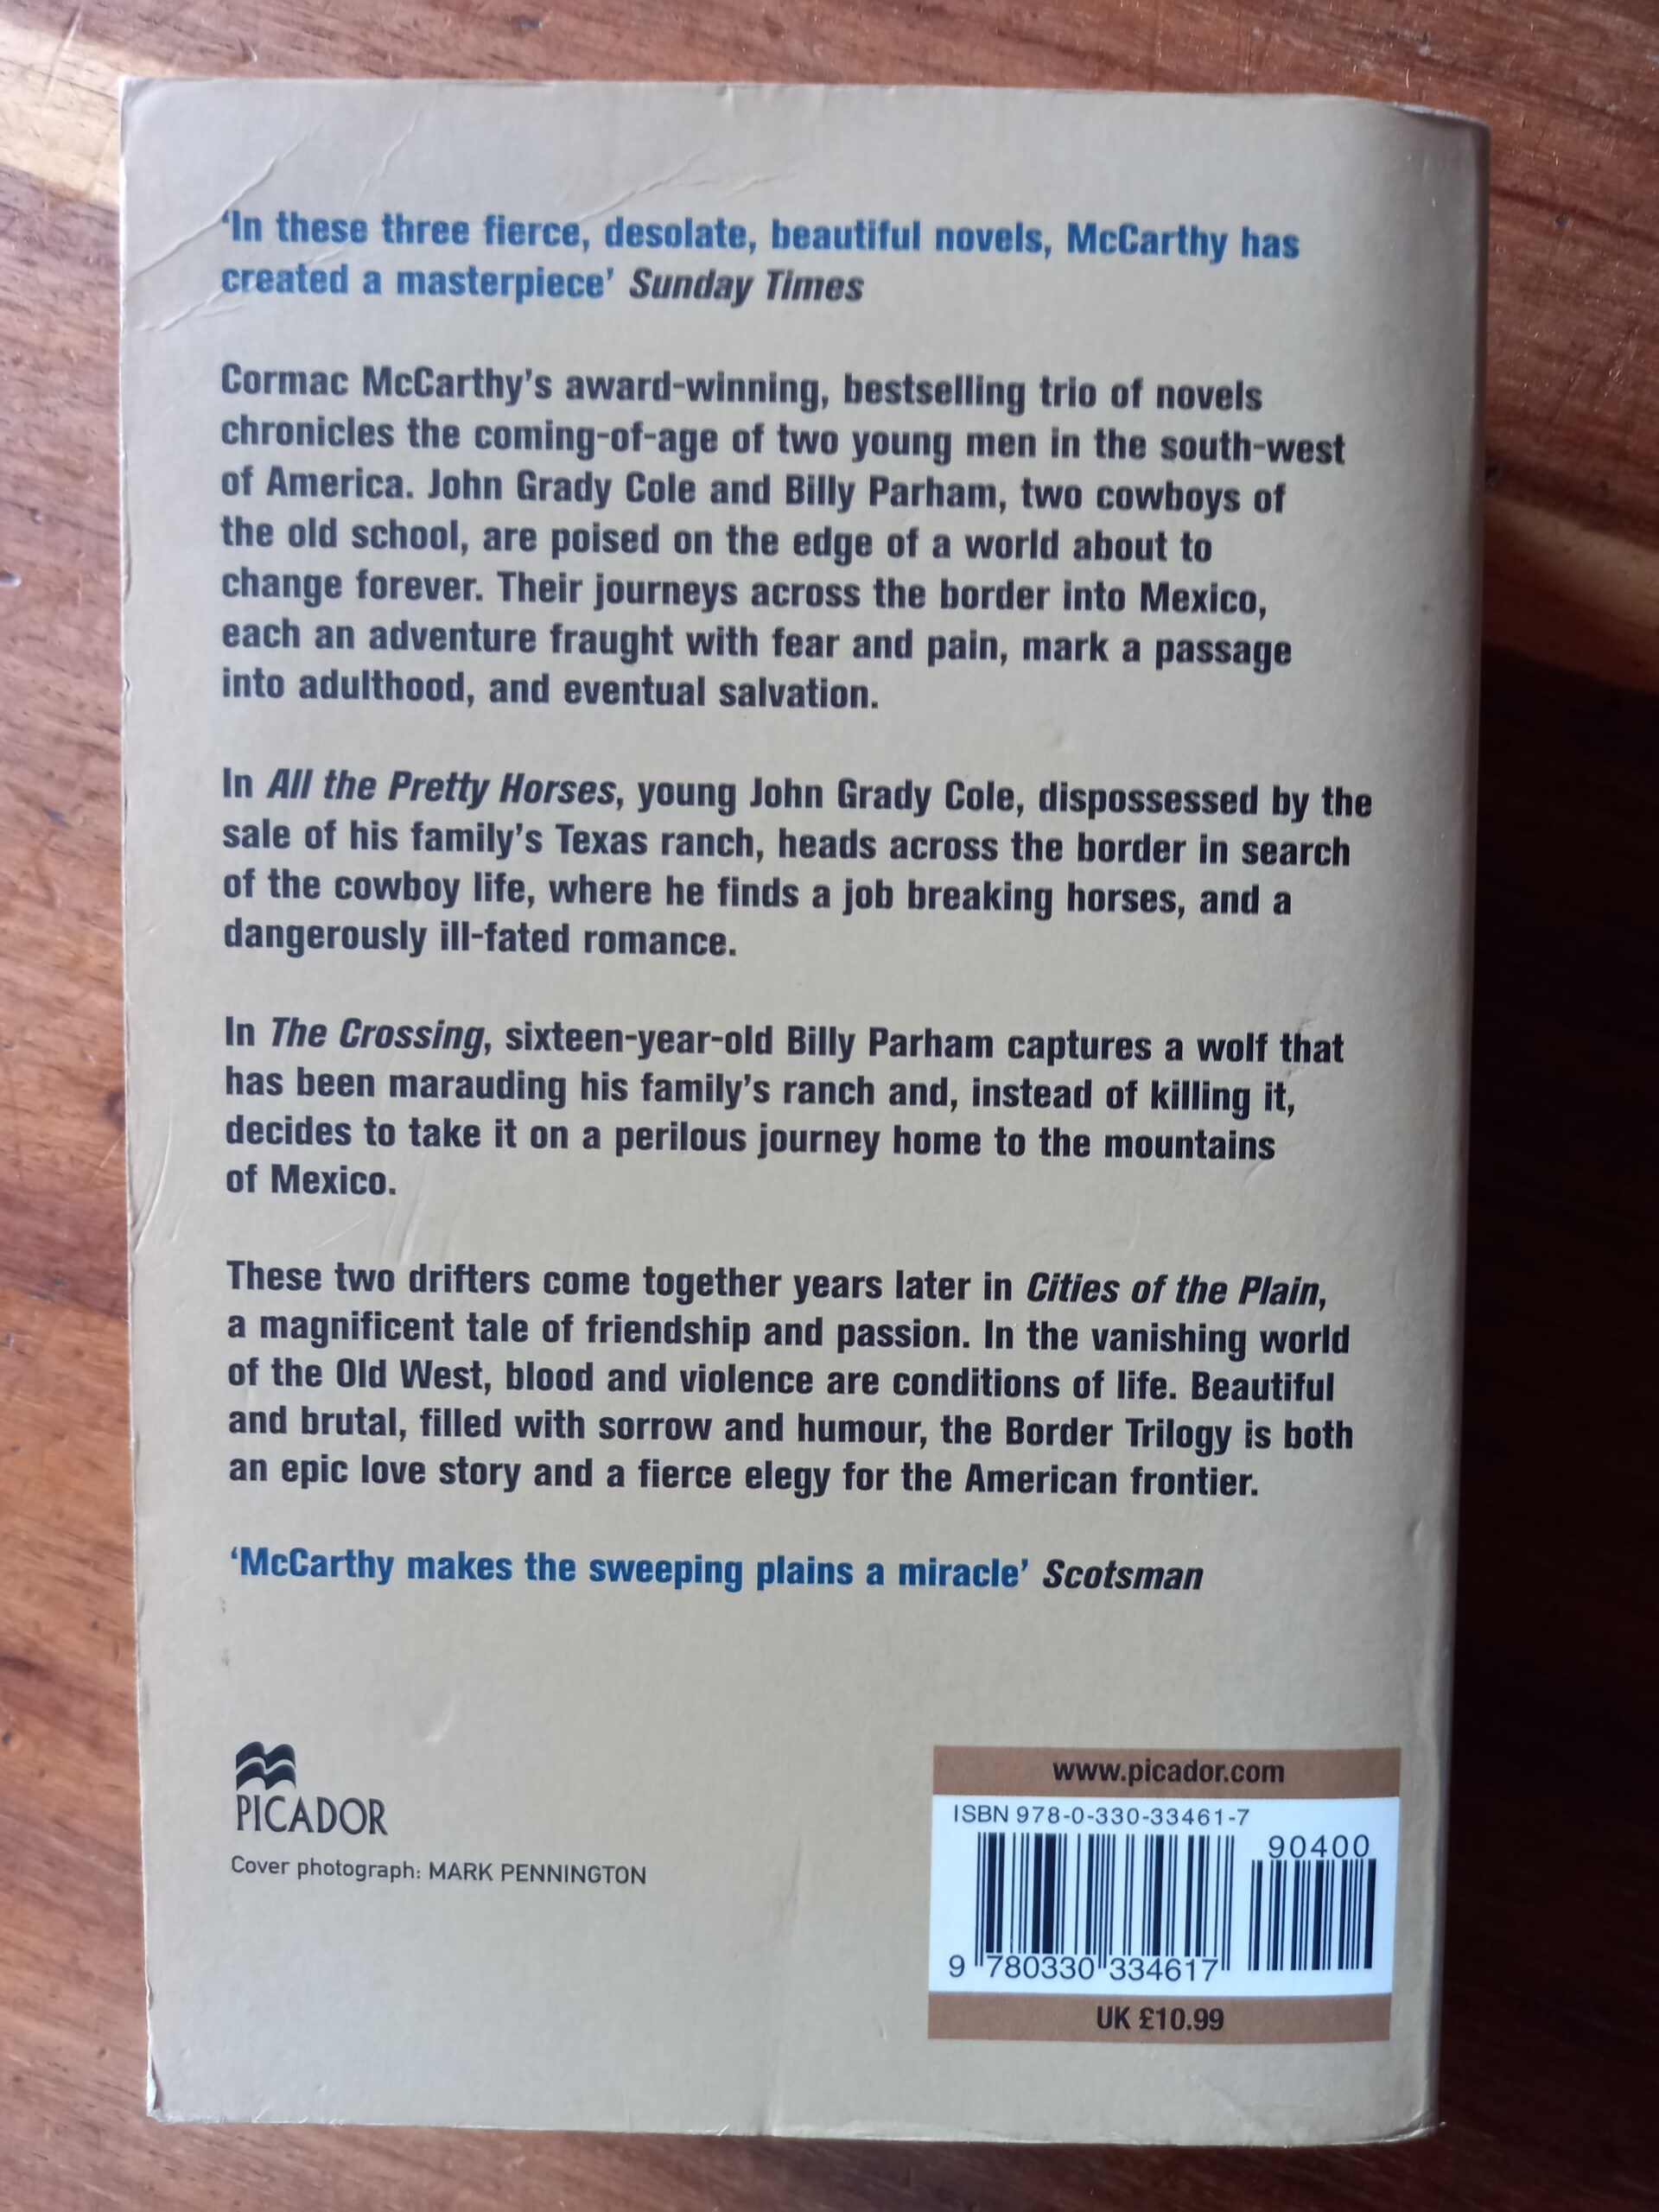 ‘In these three fierce, desolate, beautiful novels, McCarthy has
created a masterpiece’ Sunday Times
Cormac McCarthy’s award-winning, bestselling trio of novels
chronicles the coming-of-age of two young men in the south-west
of America. John Grady Cole and Billy Parham, two cowboys of
the old school, are poised on the edge of a world about to
change forever. Their journeys across the border into Mexico,
each an adventure fraught with fear and pain, mark a passage
into adulthood, and eventual salvation.
In All the Pretty Horses, young John Grady Cole, dispossessed by the
sale of his family’s Texas ranch, heads across the border in search
of the cowboy life, where he finds a job breaking horses, and a
dangerously ill-fated romance.
In The Crossing, sixteen-year-old Billy Parham captures a wolf that
has been marauding his family’s ranch and, instead of killing it,
decides to take it on a perilous journey home to the mountains
of Mexico.
These two drifters come together years later in Cities of the Plain,
a magnificent tale of friendship and passion. In the vanishing world
of the Old West, blood and violence are conditions of life. Beautiful
and brutal, filled with sorrow and humour, the Border Trilogy is both
an epic love story and a fierce elegy for the American frontier.
‘McCarthy makes the sweeping plains a miracle’ Scotsman
PICADOR
Cover photograph: MARK PENNINGTON
www.picador.com
ISBN 978-0-330-33461-7
90400
9 780330 334617
UK £10.99